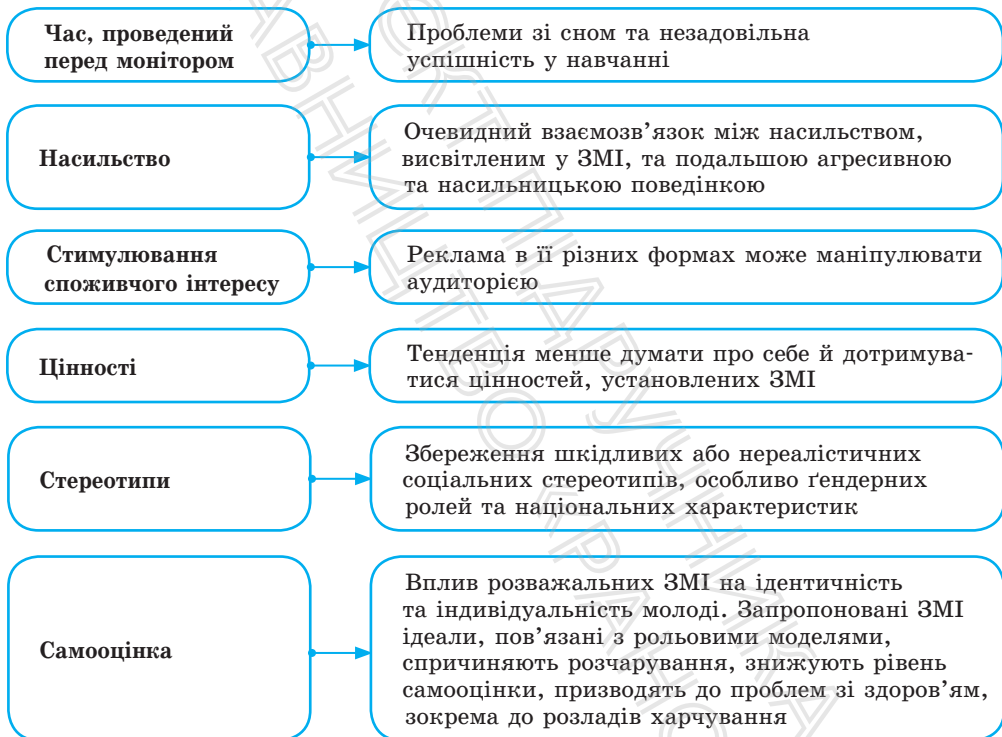 Час, проведений
перед монітором
Проблеми зі сном та незадовільна
успішність у навчанні
Насильство
Очевидний взаємозв’язок між насильством,
висвітленим у ЗМІ, та подальшою агресивною
та насильницькою поведінкою
Стимулювання
споживчого інтересу
Реклама в її різних формах може маніпулювати
аудиторією
Цінності
Тенденція менше думати про себе й дотримува-
тися цінностей, установлених ЗМІ
Стереотипи
Збереження шкідливих або нереалістичних
соціальних стереотипів, особливо ґендерних
ролей та національних характеристик
Самооцінка
Вплив розважальних ЗМІ на ідентичність
та індивідуальність молоді. Запропоновані ЗМІ
ідеали, пов’язані з рольовими моделями,
спричиняють розчарування, знижують рівень
самооцінки, призводять до проблем зі здоров’ям,
зокрема до розладів харчування